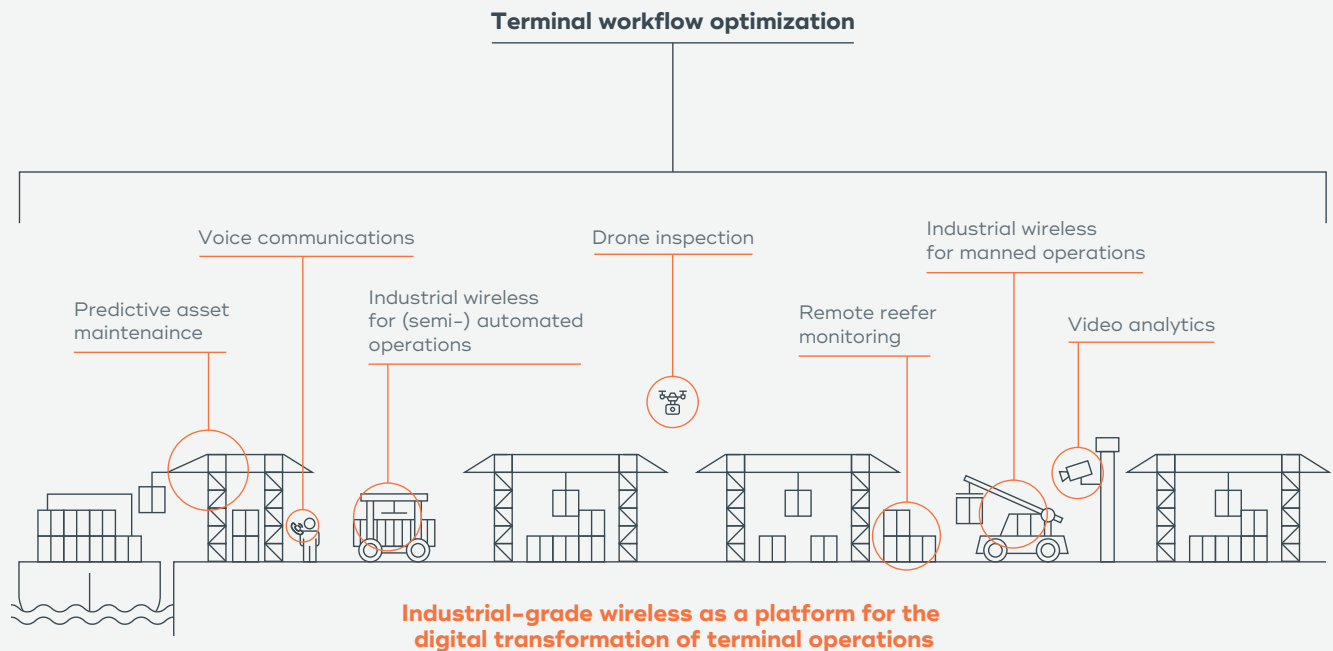 Terminal workflow optimization
Voice communications
Drone inspection
Industrial wireless
for manned operations
Predictive asset
maintenaince
Industrial wireless
for (semi-) automated
operations
Remote reefer
monitoring
Video analytics
Industrial-grade wireless as a platform for the
digital transformation of terminal operations